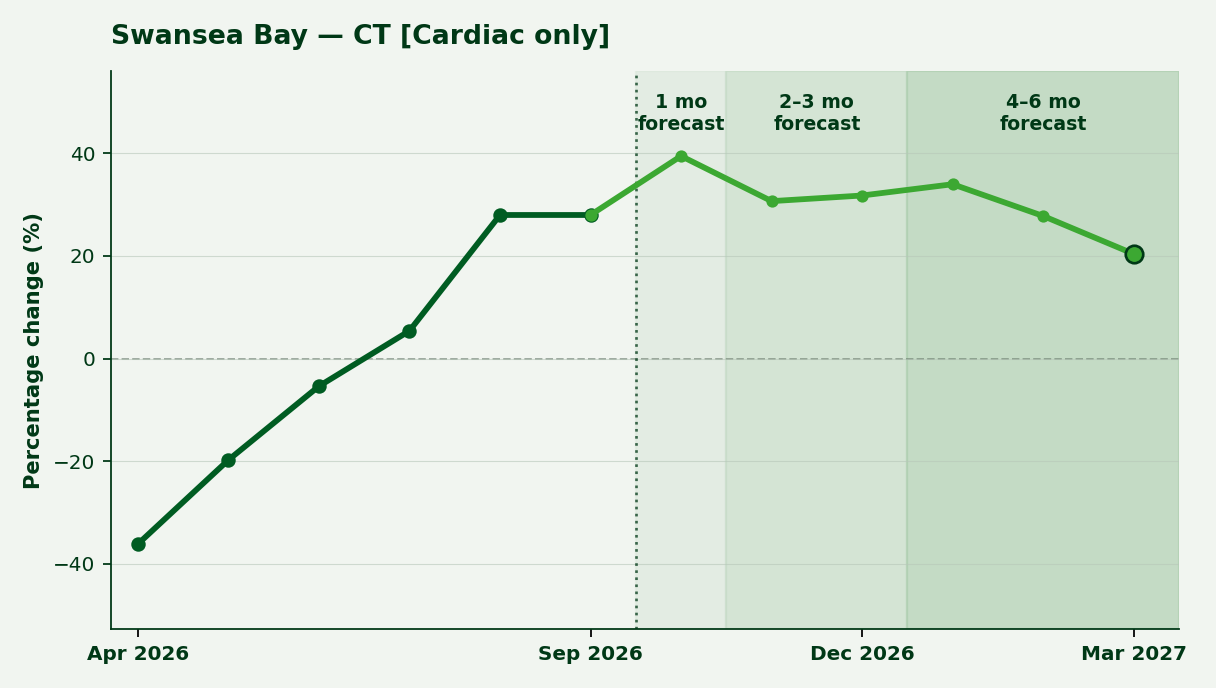 Swansea Bay — CT [Cardiac only]
1 mo
forecast
2–3 mo
forecast
4–6 mo
forecast
Percentage change (%)
40
20
0
−20
−40
Apr 2026
Sep 2026
Dec 2026
Mar 2027